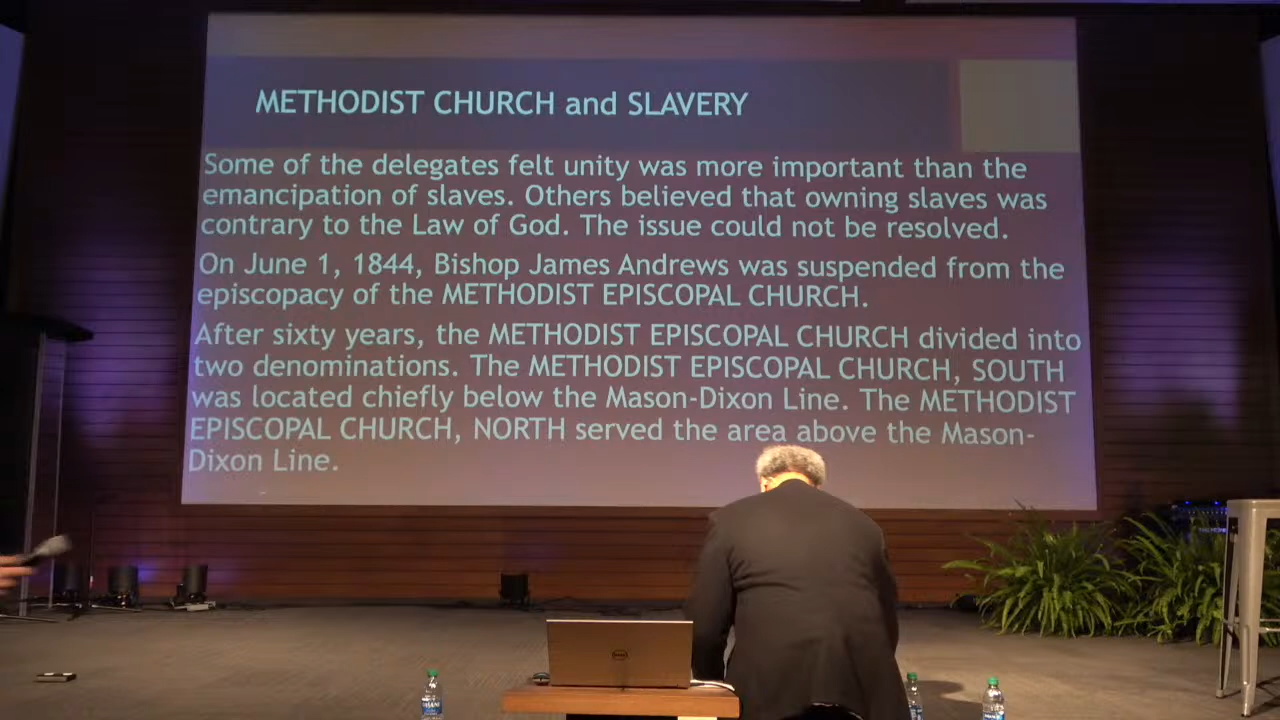 METHODIST CHURCH and SLAVERY
Some of the delegates felt unity was more important than the
emancipation of slaves. Others believed that owning slaves was
contrary to the Law of God. The issue could not be resolved.
On June 1, 1844, Bishop James Andrews was suspended from the
episcopacy of the METHODIST EPISCOPAL CHURCH.
After sixty years, the METHODIST EPISCOPAL CHURCH divided into
two denominations. The METHODIST EPISCOPAL CHURCH, SOUTH
was located chiefly below the Mason-Dixon Line. The METHODIST
EPISCOPAL CHURCH, NORTH served the area above the Mason-
Dixon Line.
DELL
DASANI